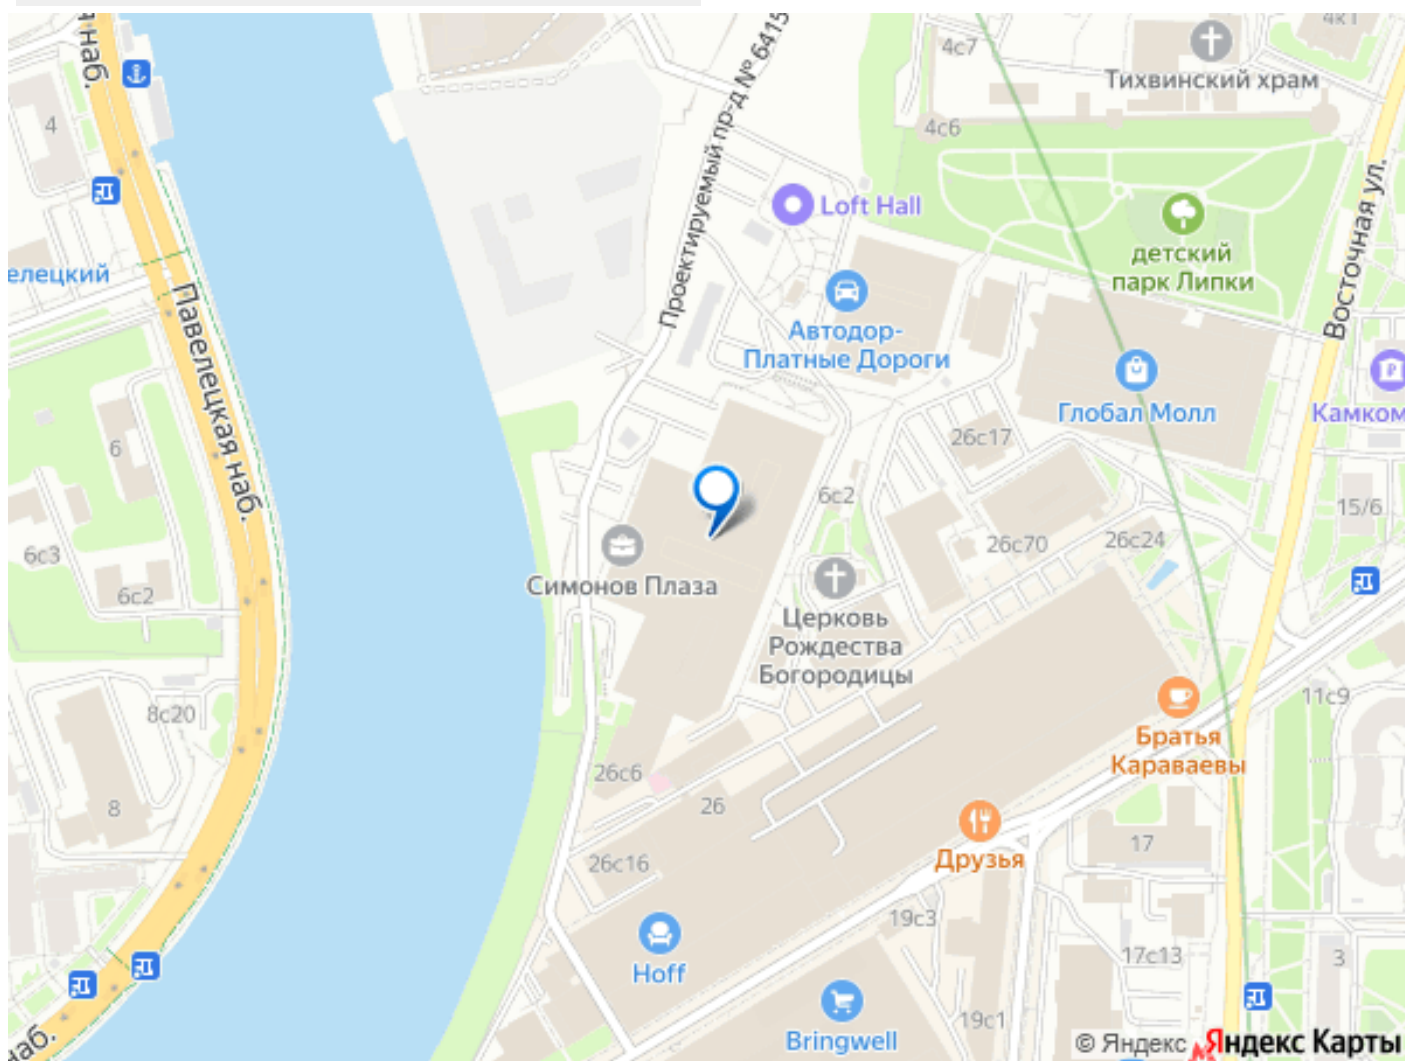 наб.
4
елецкий
Павелецкая наб.
6
6с3
6с2
8с20
8
наб.
Проектируемый пр-д № 6415
4с7
4к1
Тихвинский храм
4с6
Loft Hall
детский
парк Липки
Восточная ул.
Автодор-
Платные Дороги
Глобал Молл
Камком
26с17
15/6
6с2
26с70
26с24
Симонов Плаза
Церковь
Рождества
Богородицы
11с9
Братья
Караваевы
26с6
26
Друзья
17
26с16
19с3
17с13
3
Hoff
19с1
Bringwell
© Яндекс
Яндекс Карты